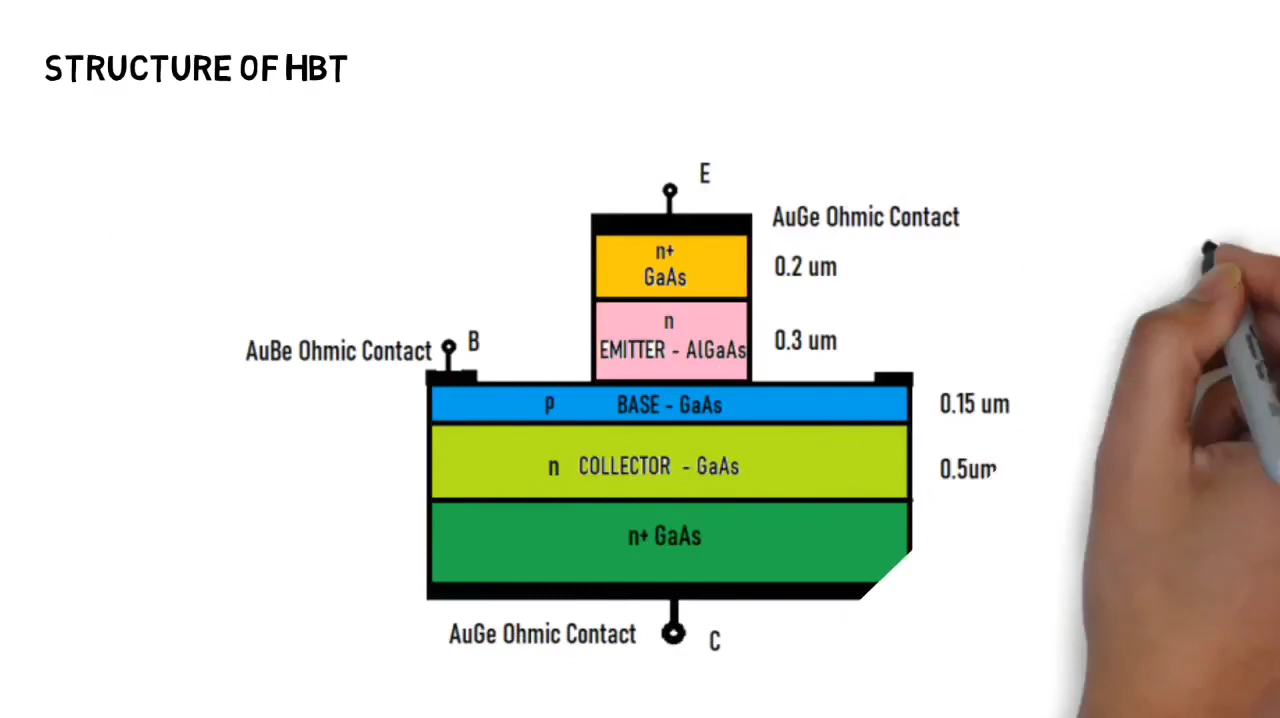 STRUCTURE OF HBT
E
AuGe Ohmic Contact
n+
GaAs
0.2 um
n
EMITTER - AlGaAs
0.3 um
AuBe Ohmic Contact
B
p BASE - GaAs
0.15 um
n COLLECTOR - GaAs
0.5um
n+ GaAs
AuGe Ohmic Contact
C